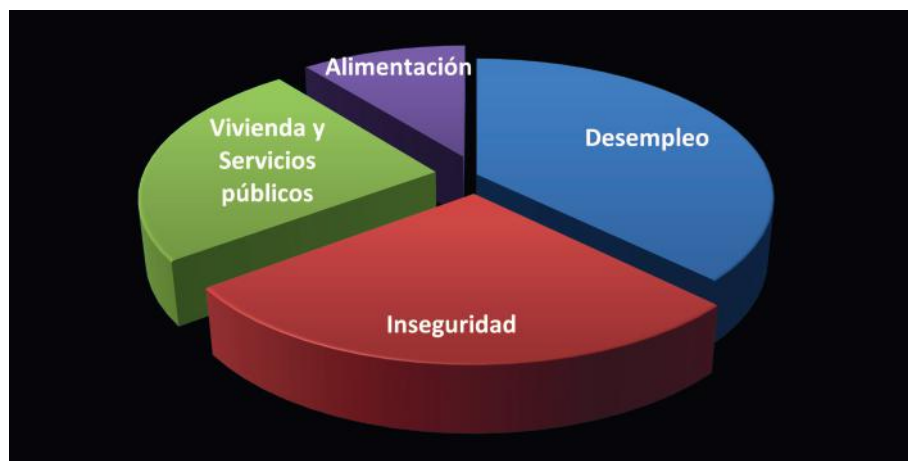 Alimentación
Desempleo
Vivienda y
Servicios
públicos
Inseguridad